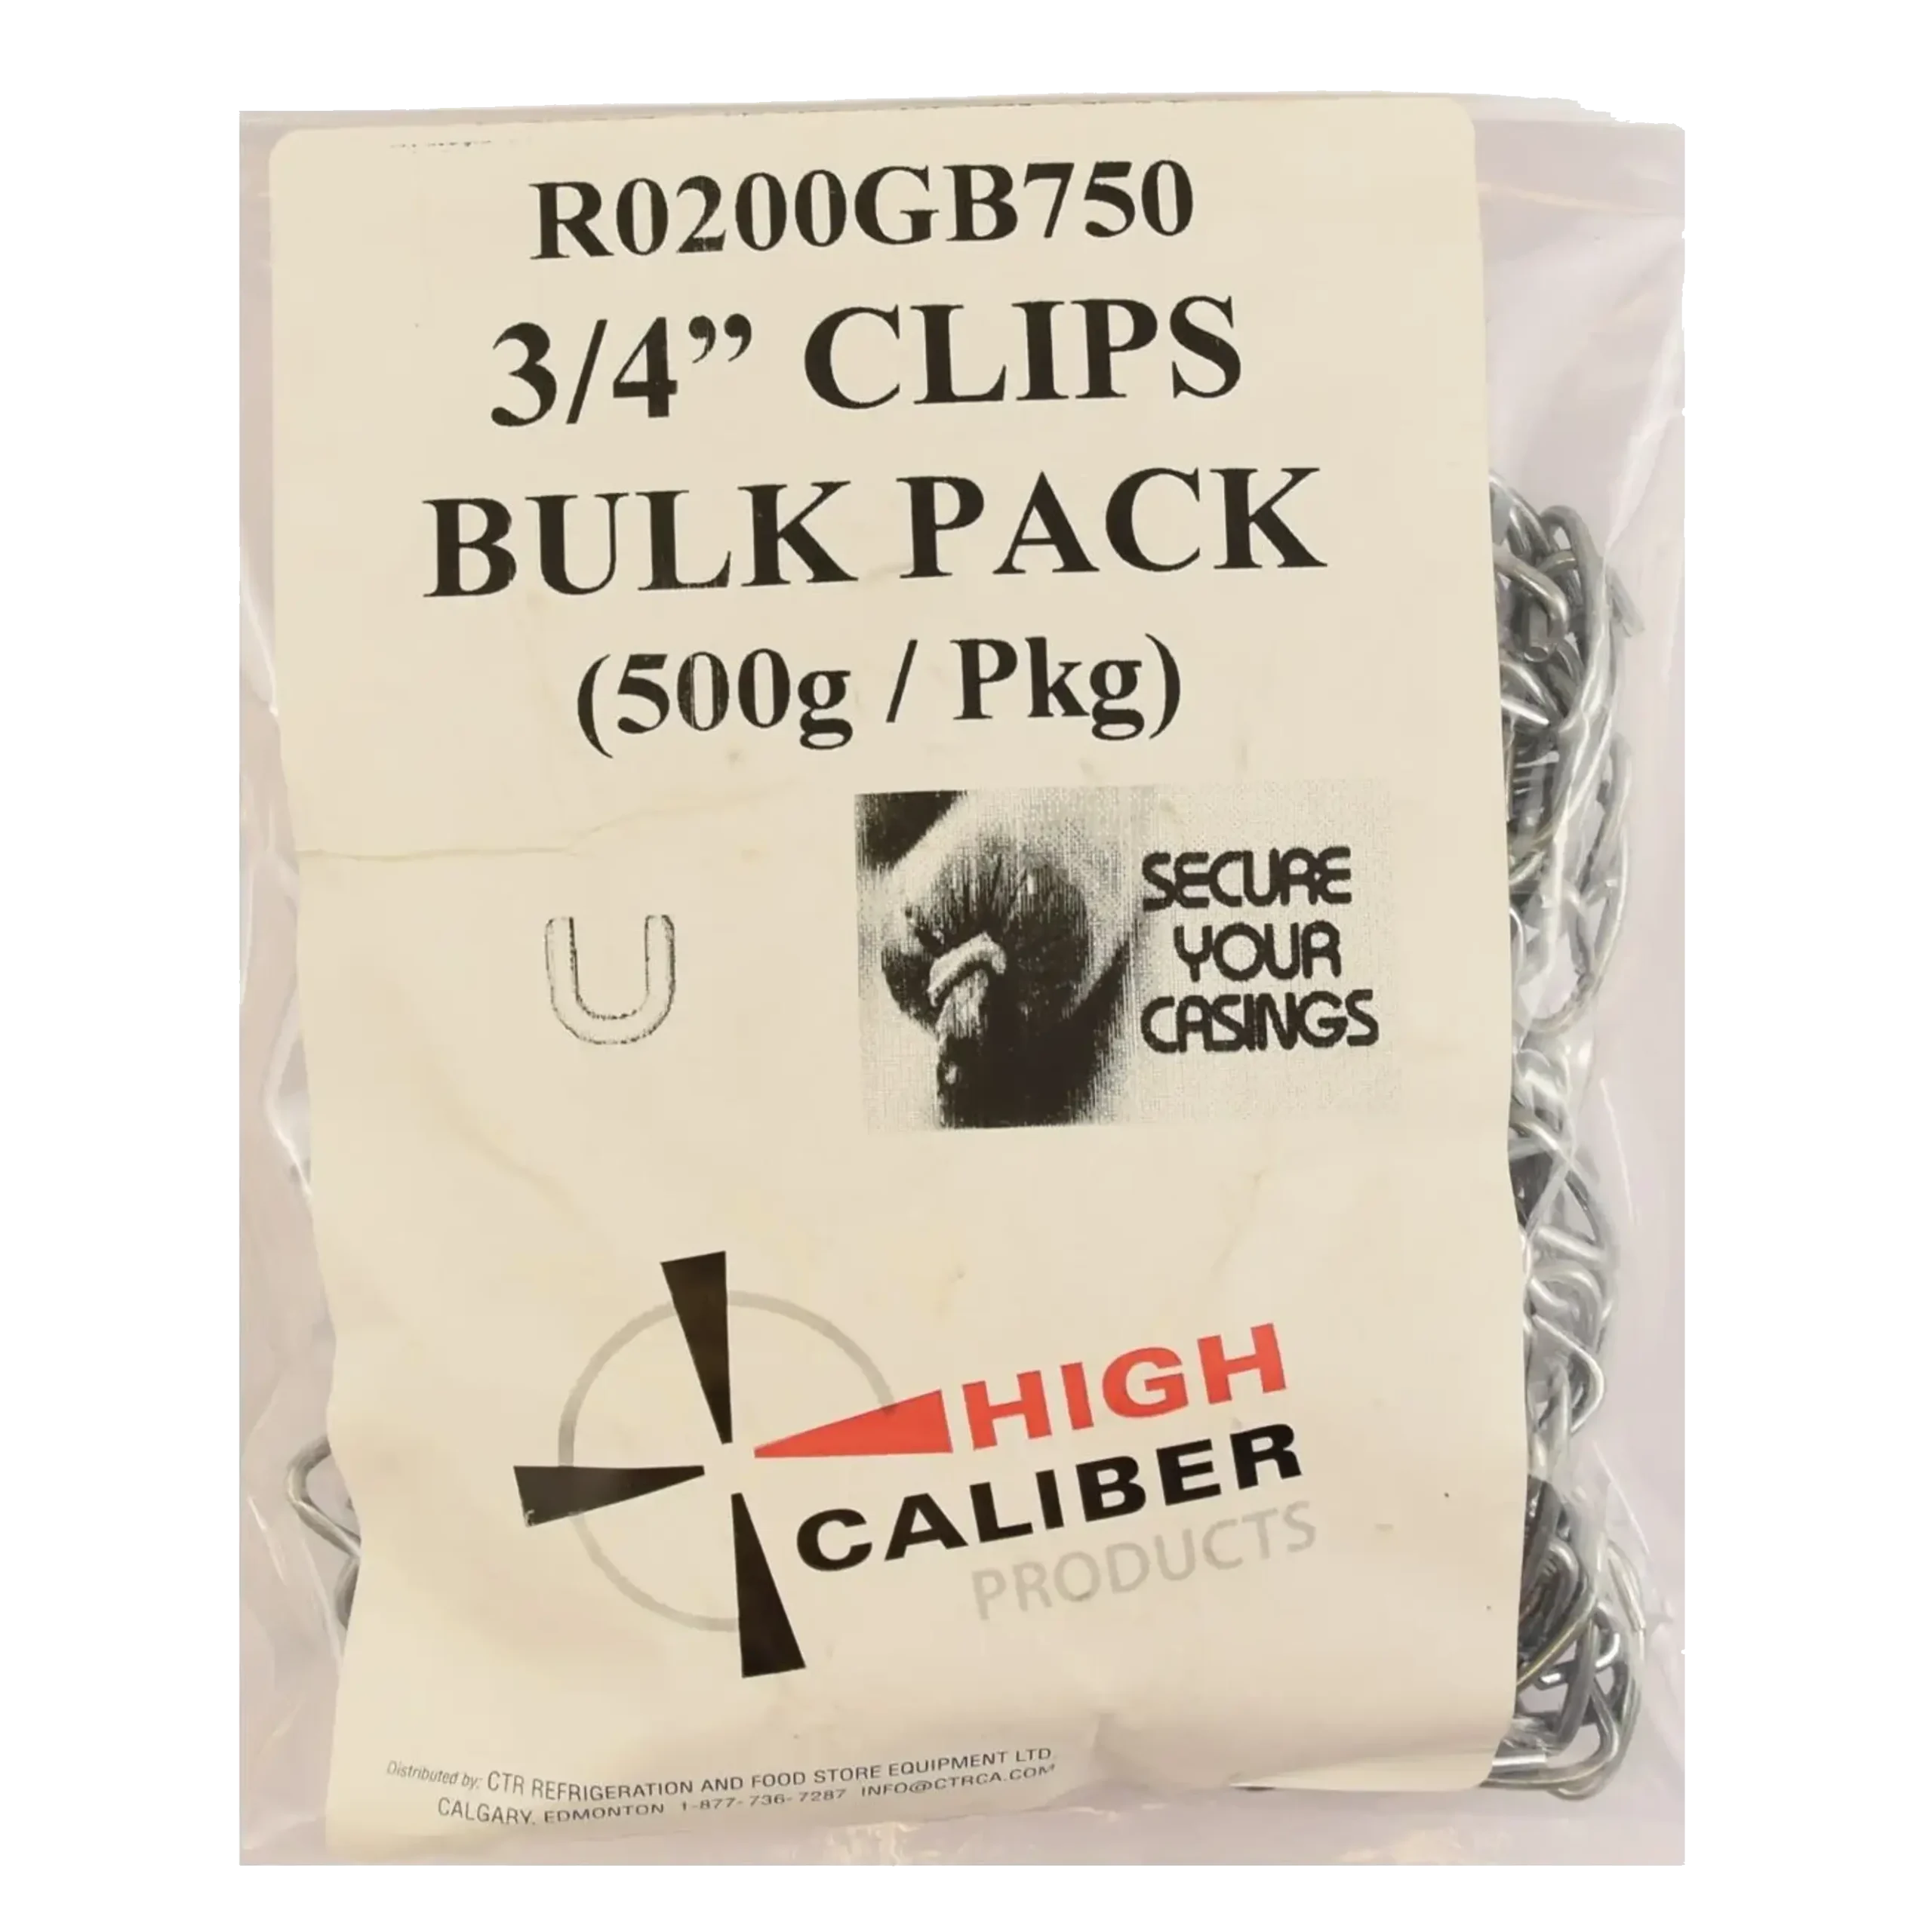 R0200GB750
3/4” CLIPS
BULK PACK
(500g / Pkg)
SECURE
YOUR
CASINGS
HIGH
CALIBER
PRODUCTS
Distributed by: CTR REFRIGERATION AND FOOD STORE EQUIPMENT LTD
CALGARY, EDMONTON 1-877-736-7287 INFO@CTRCA.COM